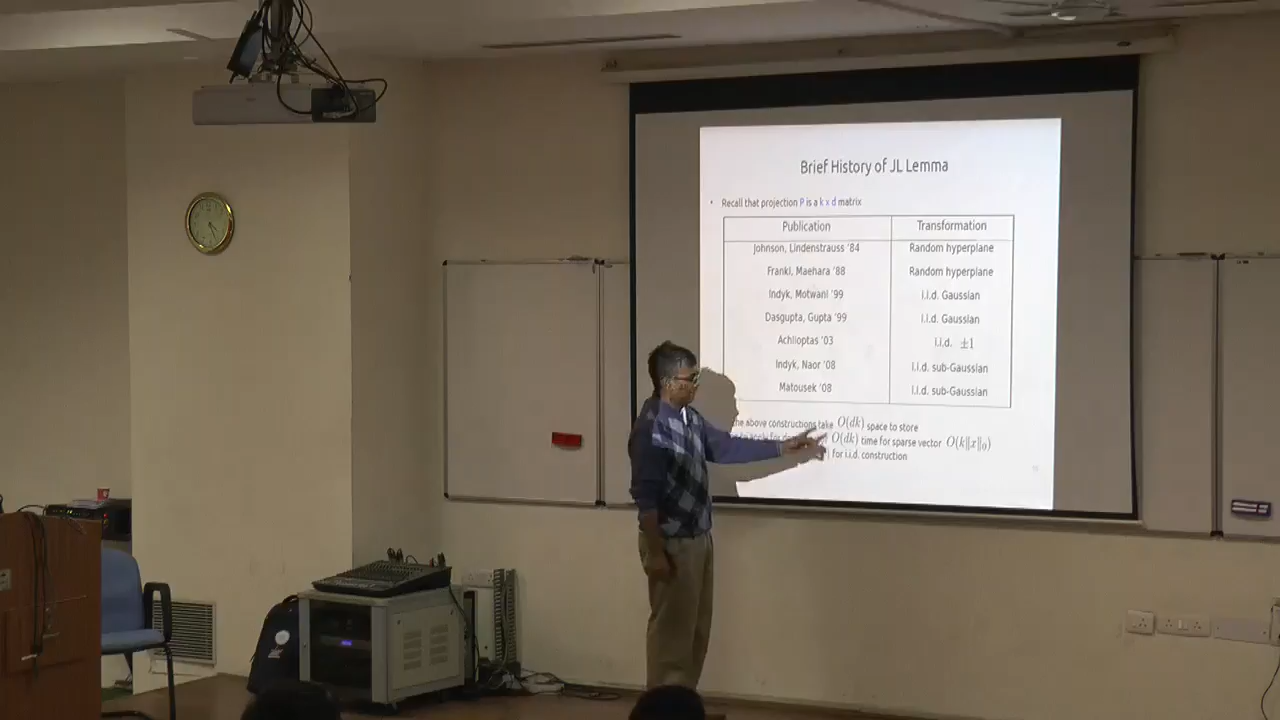 Brief History of JL Lemma
• Recall that projection P is a k x d matrix
Publication Transformation
Johnson, Lindenstrauss '84 Random hyperplane
Frankl, Maehara '88 Random hyperplane
Indyk, Motwani '99 i.i.d. Gaussian
Dasgupta, Gupta '99 i.i.d. Gaussian
Achlioptas '03 i.i.d. ±1
Indyk, Naor '08 i.i.d. sub-Gaussian
Matousek '08 i.i.d. sub-Gaussian
above constructions take O(dk) space to store
O(dk) time for sparse vector O(k‖x‖₀)
for i.i.d. construction